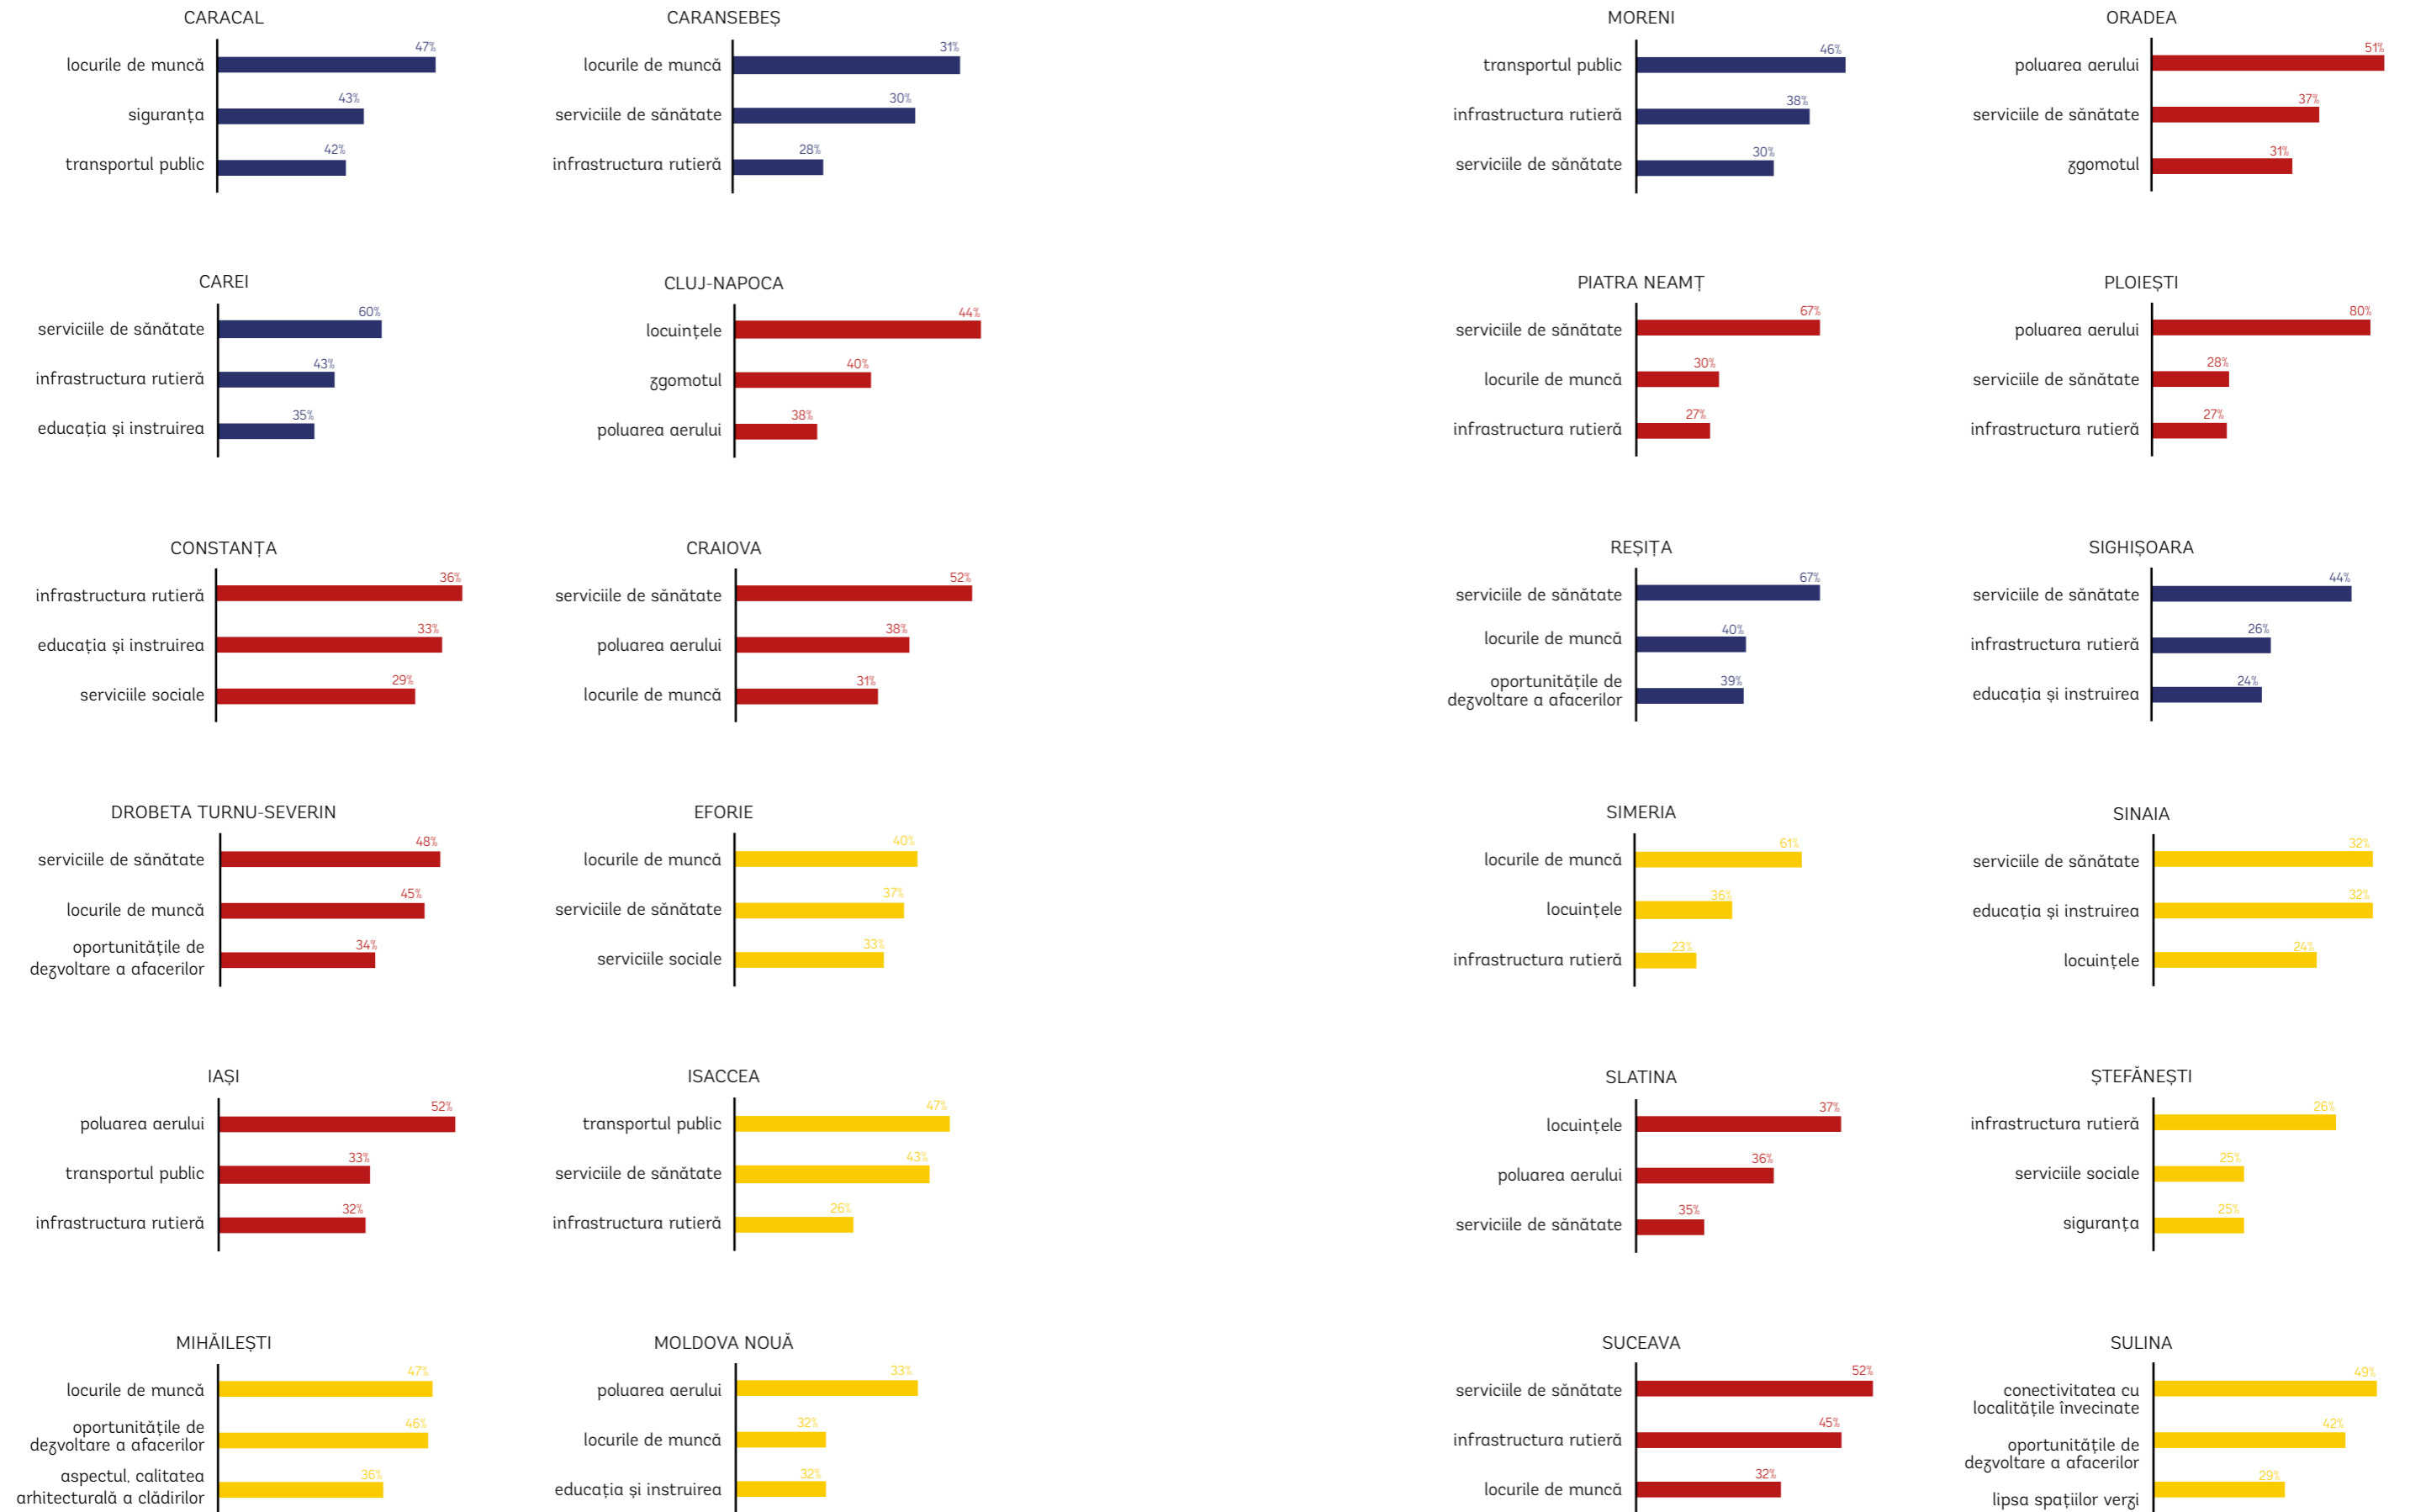 CARACAL
locurile de muncă 47%
siguranța 43%
transportul public 42%
CARANSEBEȘ
locurile de muncă 31%
serviciile de sănătate 30%
infrastructura rutieră 28%
MORENI
transportul public 46%
infrastructura rutieră 38%
serviciile de sănătate 30%
ORADEA
poluarea aerului 51%
serviciile de sănătate 37%
zgomotul 31%
CAREI
serviciile de sănătate 60%
infrastructura rutieră 43%
educația și instruirea 35%
CLUJ-NAPOCA
locuințele 44%
zgomotul 40%
poluarea aerului 38%
PIATRA NEAMȚ
serviciile de sănătate 67%
locurile de muncă 30%
infrastructura rutieră 27%
PLOIEȘTI
poluarea aerului 80%
serviciile de sănătate 28%
infrastructura rutieră 27%
CONSTANȚA
infrastructura rutieră 36%
educația și instruirea 33%
serviciile sociale 29%
CRAIOVA
serviciile de sănătate 52%
poluarea aerului 38%
locurile de muncă 31%
REȘIȚA
serviciile de sănătate 67%
locurile de muncă 40%
oportunitățile de
dezvoltare a afacerilor 39%
SIGHIȘOARA
serviciile de sănătate 44%
infrastructura rutieră 26%
educația și instruirea 24%
DROBETA TURNU-SEVERIN
serviciile de sănătate 48%
locurile de muncă 45%
oportunitățile de
dezvoltare a afacerilor 34%
EFORIE
locurile de muncă 40%
serviciile de sănătate 37%
serviciile sociale 33%
SIMERIA
locurile de muncă 61%
locuințele 36%
infrastructura rutieră 23%
SINAIA
serviciile de sănătate 32%
educația și instruirea 32%
locuințele 24%
IAȘI
poluarea aerului 52%
transportul public 33%
infrastructura rutieră 32%
ISACCEA
transportul public 47%
serviciile de sănătate 43%
infrastructura rutieră 26%
SLATINA
locuințele 37%
poluarea aerului 36%
serviciile de sănătate 35%
ȘTEFĂNEȘTI
infrastructura rutieră 26%
serviciile sociale 25%
siguranța 25%
MIHĂILEȘTI
locurile de muncă 47%
oportunitățile de
dezvoltare a afacerilor 46%
aspectul, calitatea
arhitecturală a clădirilor 36%
MOLDOVA NOUĂ
poluarea aerului 33%
locurile de muncă 32%
educația și instruirea 32%
SUCEAVA
serviciile de sănătate 52%
infrastructura rutieră 45%
locurile de muncă 32%
SULINA
conectivitatea cu
localitățile învecinate 49%
oportunitățile de
dezvoltare a afacerilor 42%
lipsa spațiilor verzi 29%